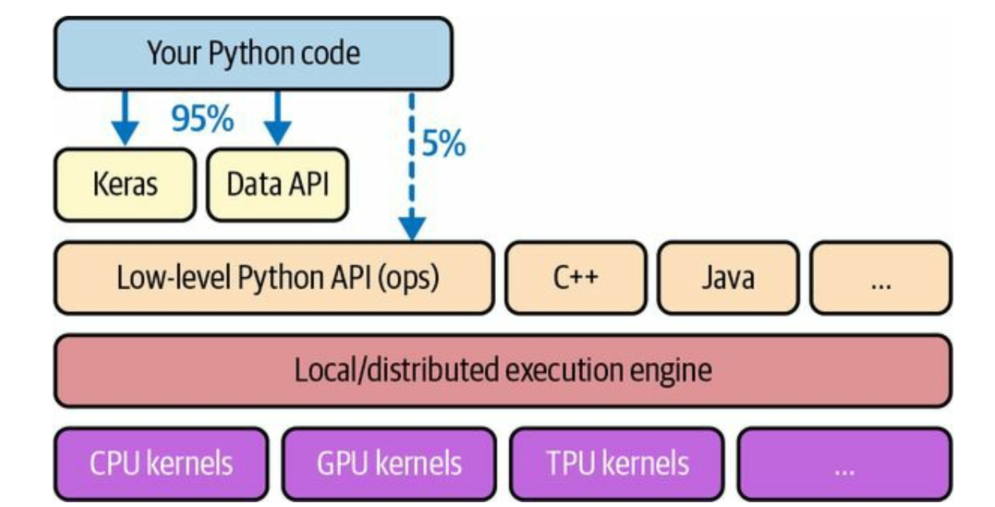 Your Python code
95%
5%
Keras
Data API
Low-level Python API (ops)
C++
Java
...
Local/distributed execution engine
CPU kernels
GPU kernels
TPU kernels
...